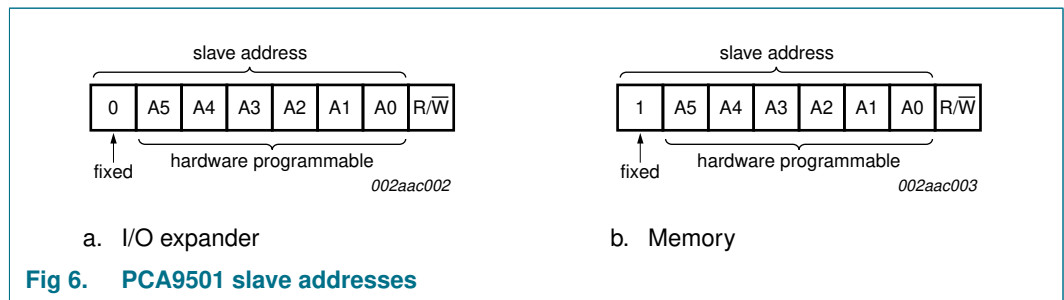 slave address
0 A5 A4 A3 A2 A1 A0 R/W̅
fixed
hardware programmable
002aac002
a. I/O expander
slave address
1 A5 A4 A3 A2 A1 A0 R/W̅
fixed
hardware programmable
002aac003
b. Memory
Fig 6. PCA9501 slave addresses